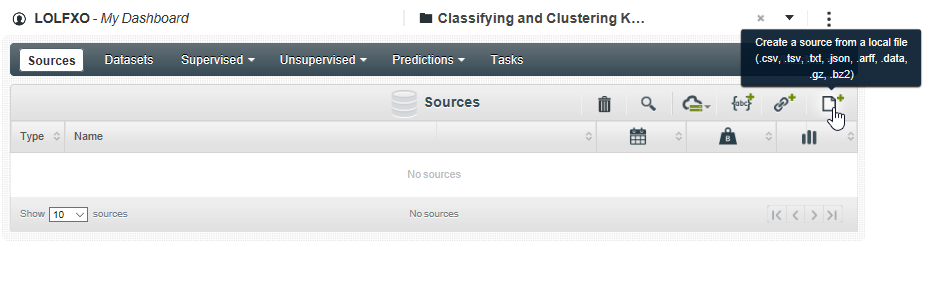 LOLFXO - My Dashboard
Classifying and Clustering K...
Create a source from a local file
(.csv, .tsv, .txt, .json, .arff, .data,
.gz, .bz2)
Sources Datasets Supervised Unsupervised Predictions Tasks
Sources
{abc}
Type Name
B
No sources
Show 10 sources No sources